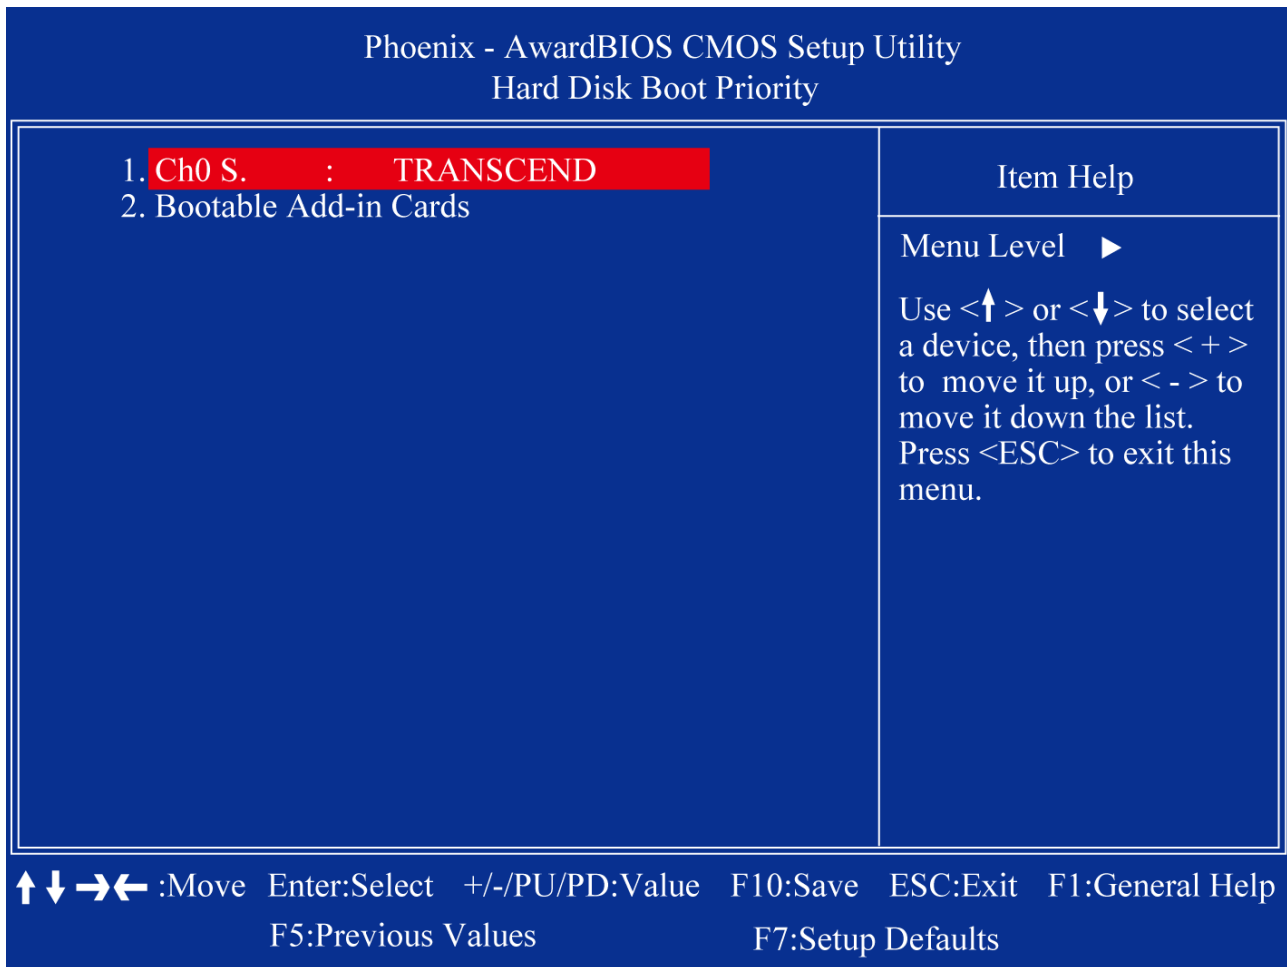 Phoenix - AwardBIOS CMOS Setup Utility
Hard Disk Boot Priority
1. Ch0 S. : TRANSCEND
2. Bootable Add-in Cards
Item Help
Menu Level ▶
Use <↑> or <↓> to select
a device, then press < + >
to move it up, or < - > to
move it down the list.
Press <ESC> to exit this
menu.
↑↓→← :Move Enter:Select +/-/PU/PD:Value F10:Save ESC:Exit F1:General Help
F5:Previous Values F7:Setup Defaults